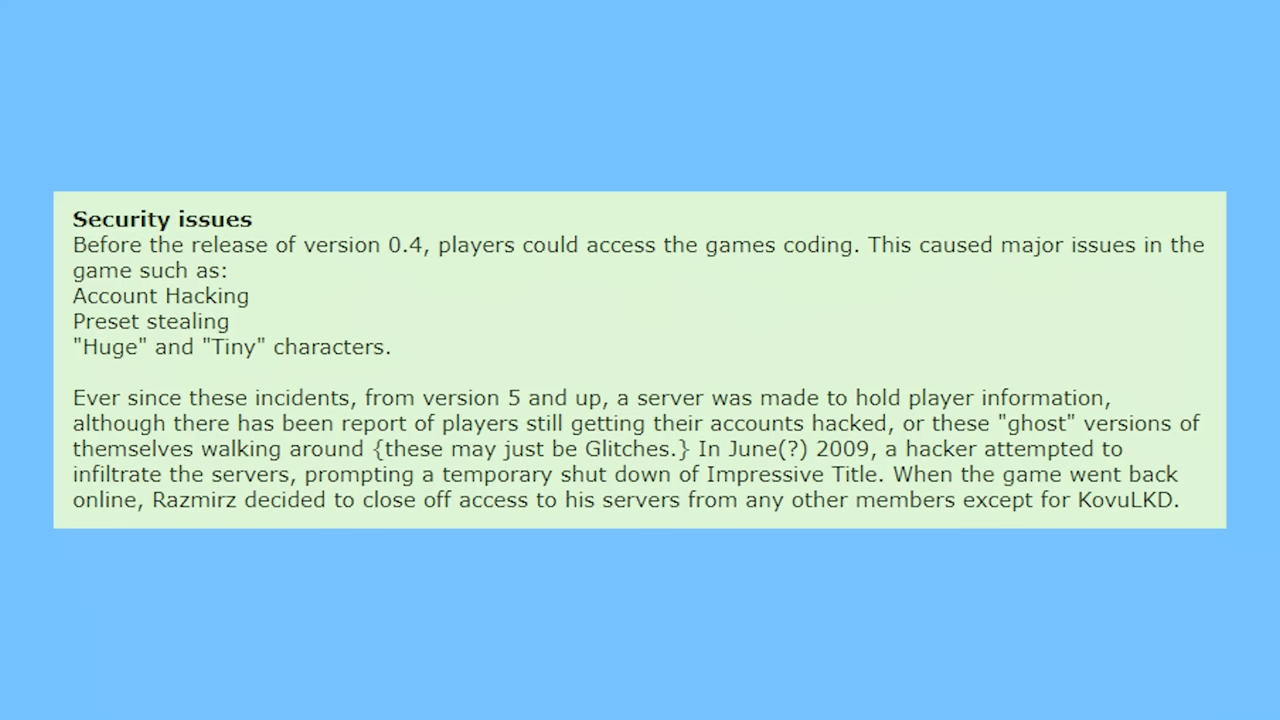 Security issues
Before the release of version 0.4, players could access the games coding. This caused major issues in the
game such as:
Account Hacking
Preset stealing
"Huge" and "Tiny" characters.
Ever since these incidents, from version 5 and up, a server was made to hold player information,
although there has been report of players still getting their accounts hacked, or these "ghost" versions of
themselves walking around {these may just be Glitches.} In June(?) 2009, a hacker attempted to
infiltrate the servers, prompting a temporary shut down of Impressive Title. When the game went back
online, Razmirz decided to close off access to his servers from any other members except for KovuLKD.